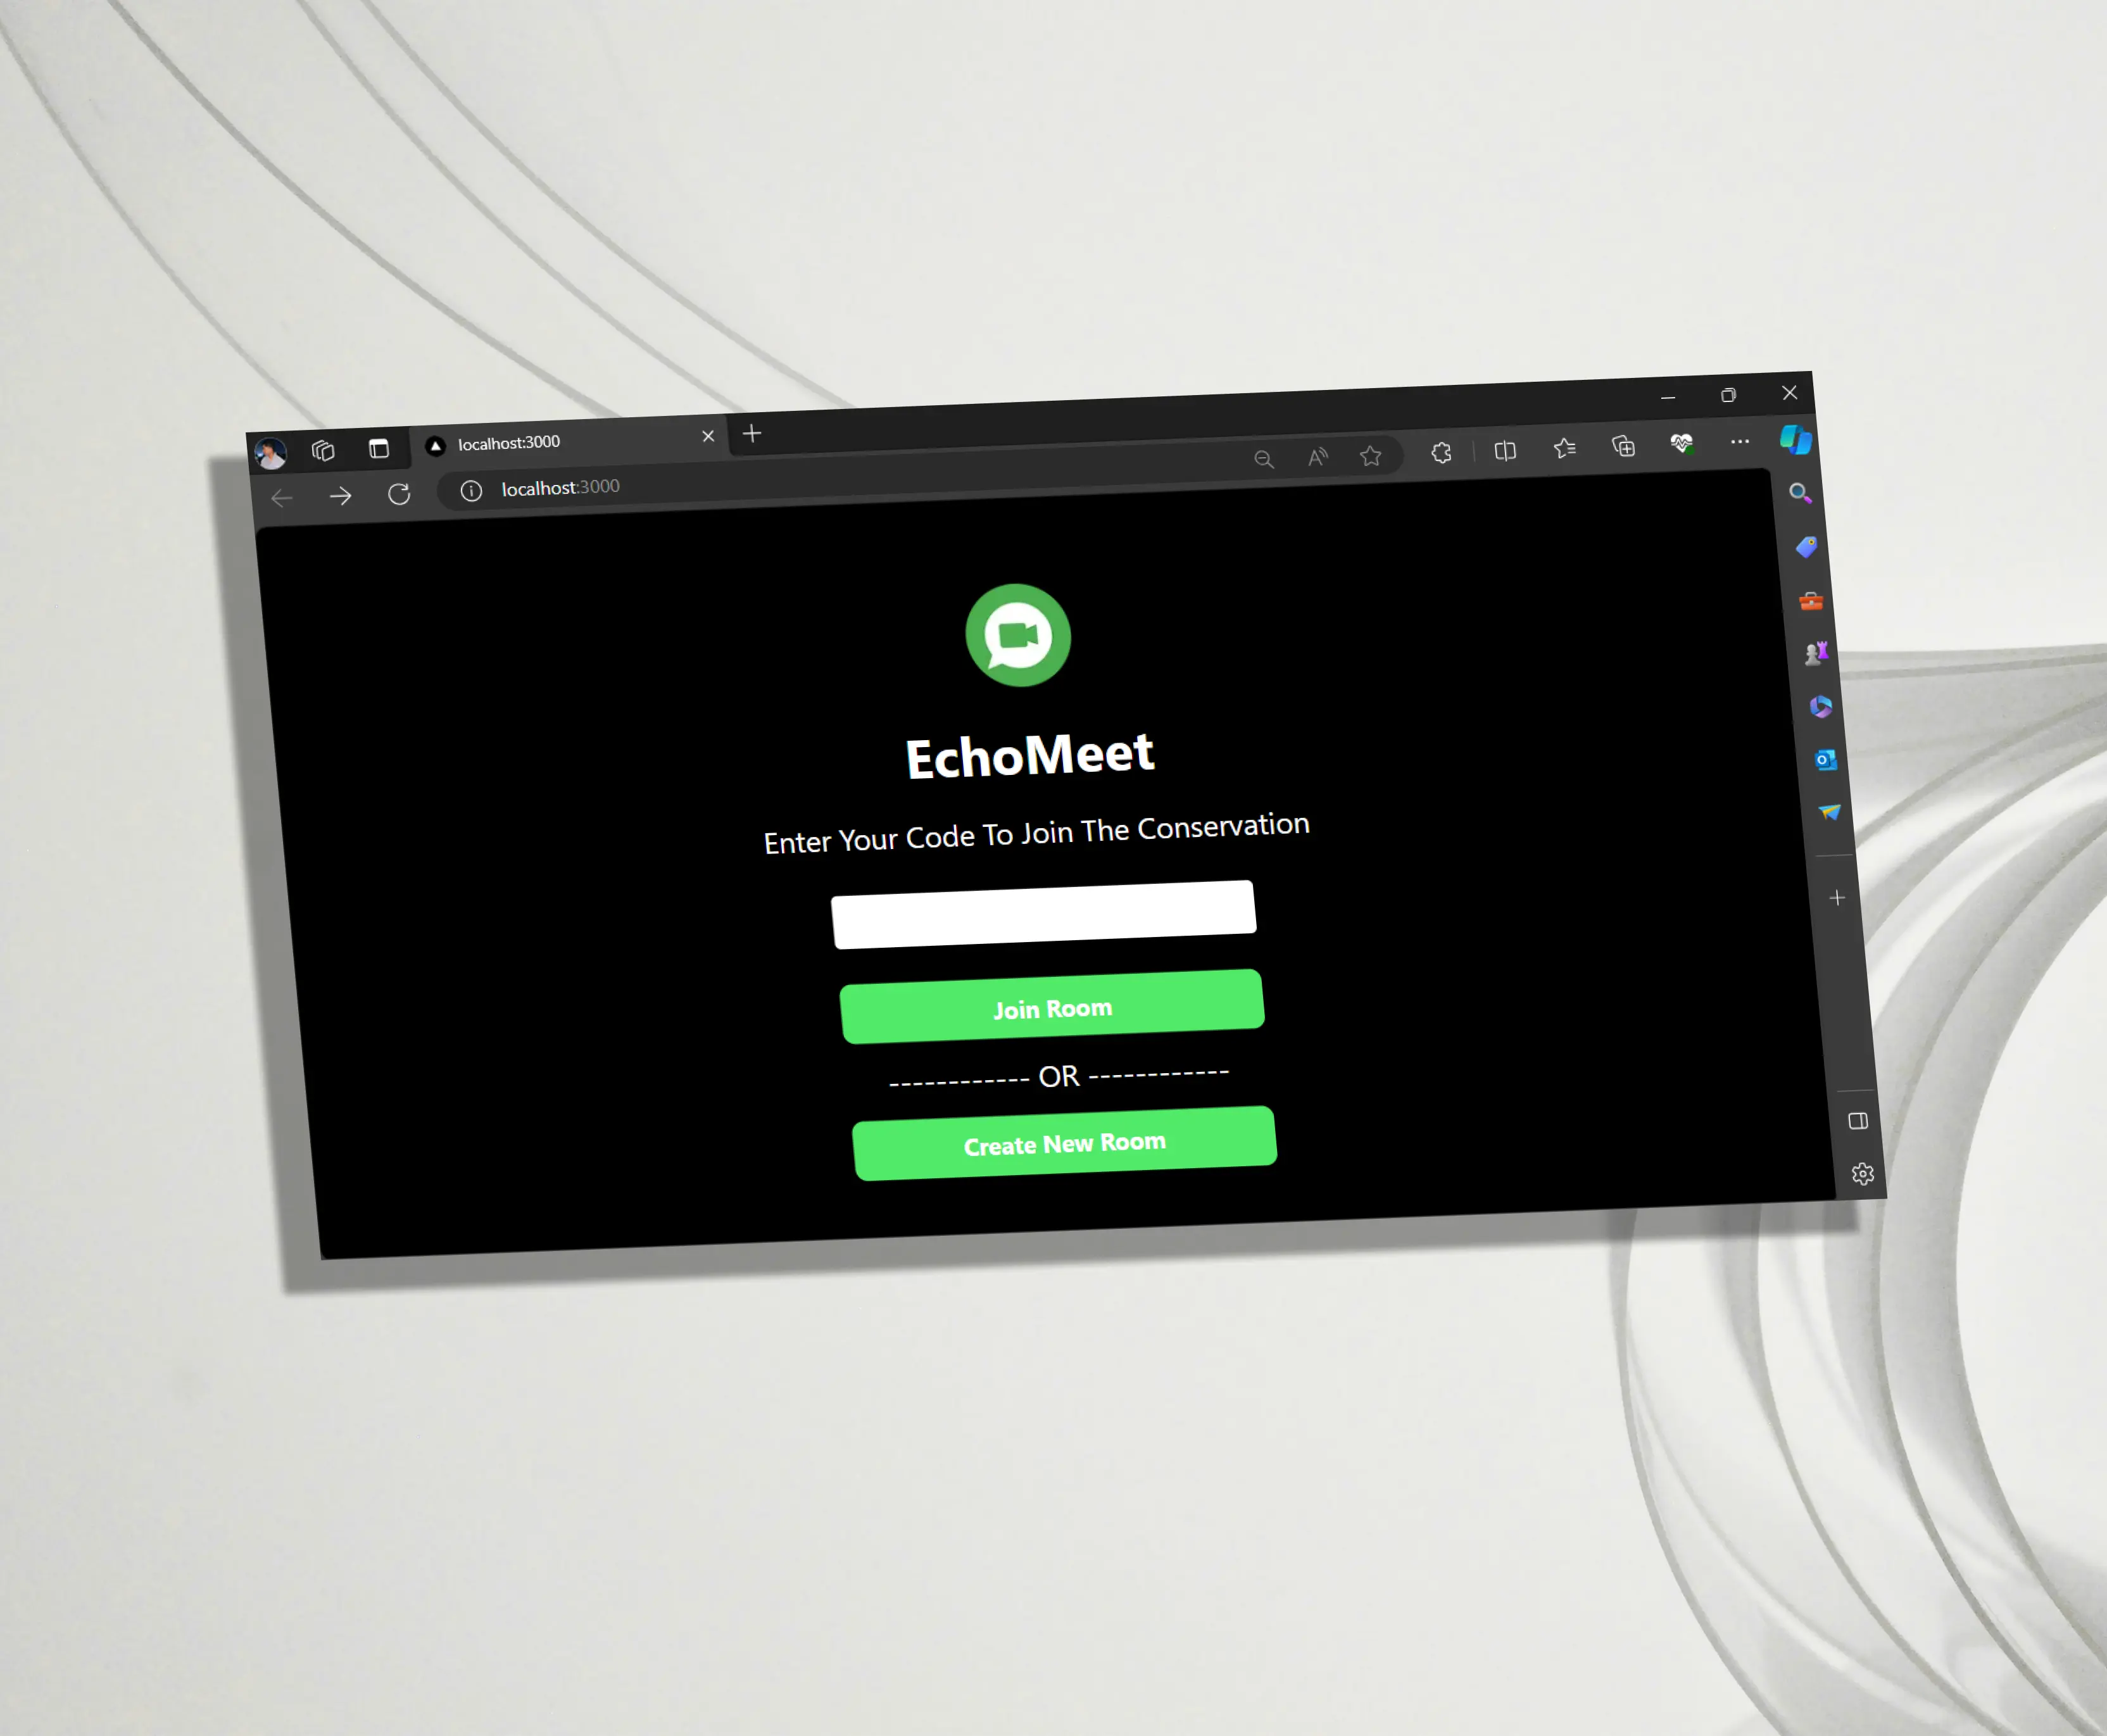 localhost:3000
localhost:3000
EchoMeet
Enter Your Code To Join The Conservation
Join Room
------------ OR ------------
Create New Room